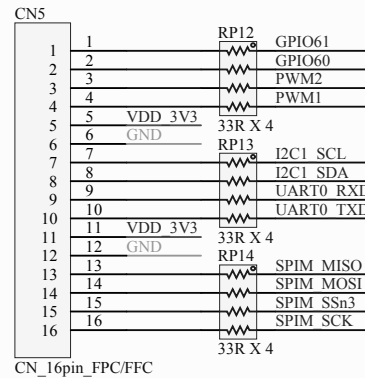 CN5
RP12
1 1 GPIO61
2 2 GPIO60
3 3 PWM2
4 4 PWM1
5 5 VDD_3V3
33R X 4
6 6 GND
RP13
7 7 I2C1_SCL
8 8 I2C1_SDA
9 9 UART0_RXD
10 10 UART0_TXD
11 11 VDD_3V3
33R X 4
12 12 GND
RP14
13 13 SPIM_MISO
14 14 SPIM_MOSI
15 15 SPIM_SSn3
16 16 SPIM_SCK
33R X 4
CN_16pin_FPC/FFC